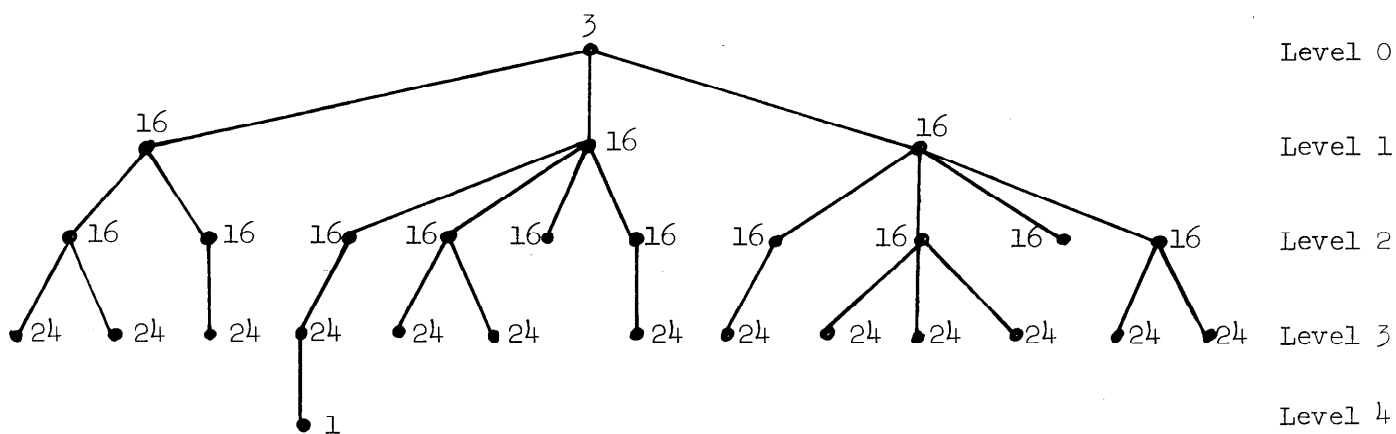 3 Level 0
16 16 16 Level 1
16 16 16 16 16 16 16 16 16 16 Level 2
24 24 24 24 24 24 24 24 24 24 24 24 24 Level 3
1 Level 4